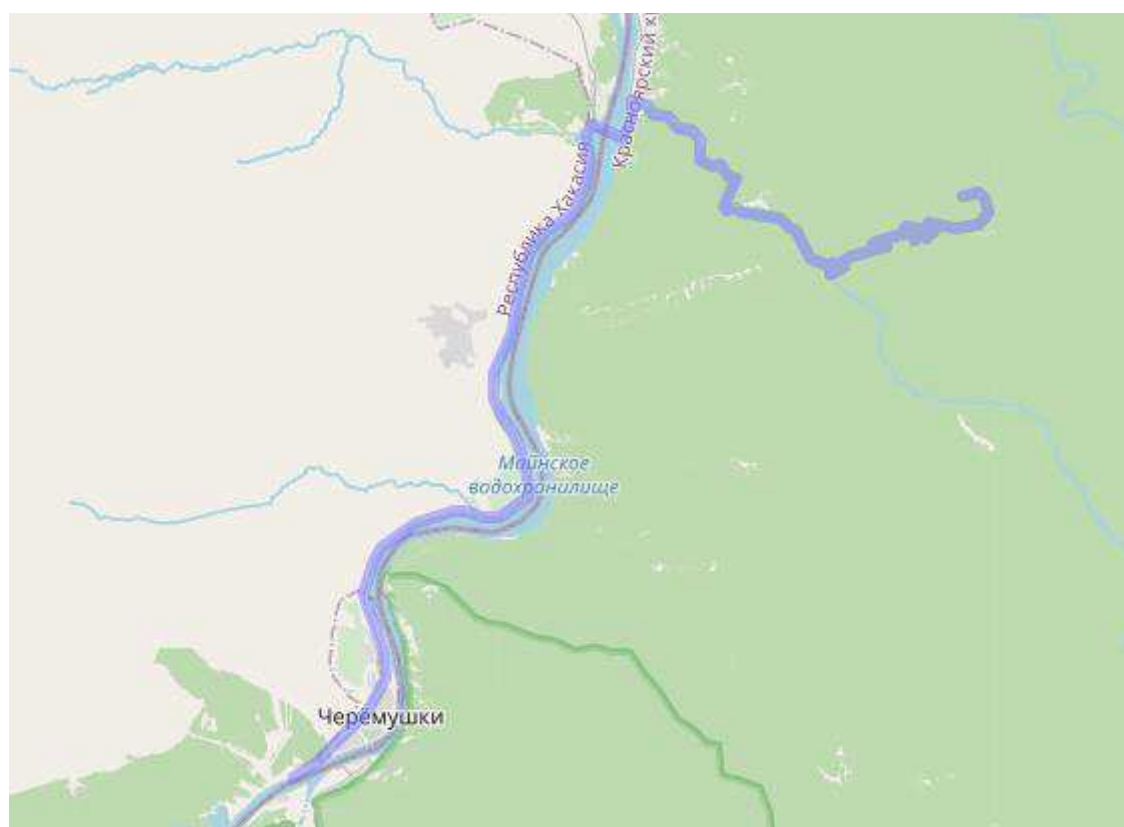 Красноярский к
Республика Хакасия
Майнское
водохранилище
Черёмушки